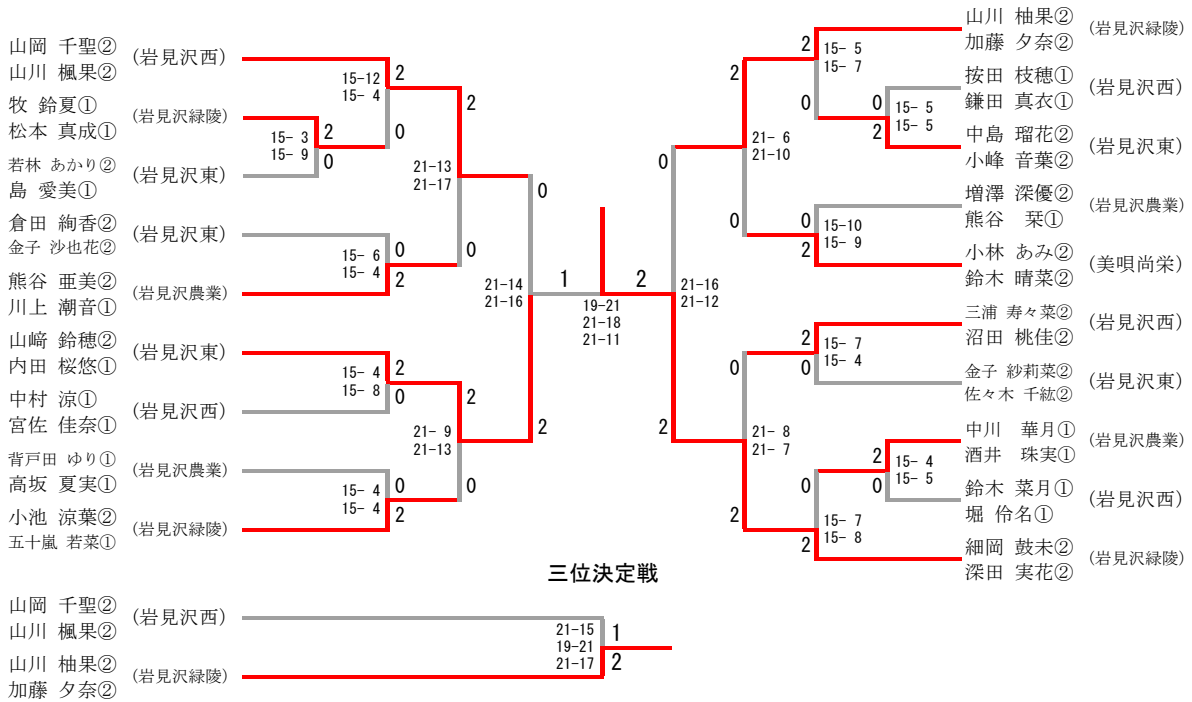 山岡 千聖②
山川 楓果②
(岩見沢西)
牧 鈴夏①
松本 真成①
(岩見沢緑陵)
若林 あかり②
島 愛美①
(岩見沢東)
倉田 絢香②
金子 沙也花②
(岩見沢東)
熊谷 亜美②
川上 潮音①
(岩見沢農業)
山﨑 鈴穂②
内田 桜悠①
(岩見沢東)
中村 涼①
宮佐 佳奈①
(岩見沢西)
背戸田 ゆり①
高坂 夏実①
(岩見沢農業)
小池 涼葉②
五十嵐 若菜①
(岩見沢緑陵)
15-12
15- 4
2
0
15- 3
15- 9
2
0
15- 6
15- 4
0
2
15- 4
15- 8
2
0
15- 4
15- 4
0
2
21-13
21-17
2
0
21- 9
21-13
2
0
21-14
21-16
0
2
1
2
19-21
21-18
21-11
0
2
21-16
21-12
2
0
21- 6
21-10
0
2
21- 8
21- 7
2
0
15- 5
15- 7
0
2
15- 5
15- 5
0
2
15-10
15- 9
2
0
15- 7
15- 4
2
0
15- 4
15- 5
2
15- 7
15- 8
山川 柚果②
加藤 夕奈②
(岩見沢緑陵)
按田 枝穂①
鎌田 真衣①
(岩見沢西)
中島 瑠花②
小峰 音葉②
(岩見沢東)
増澤 深優②
熊谷 栞①
(岩見沢農業)
小林 あみ②
鈴木 晴菜②
(美唄尚栄)
三浦 寿々菜②
沼田 桃佳②
(岩見沢西)
金子 紗莉菜②
佐々木 千紘②
(岩見沢東)
中川 華月①
酒井 珠実①
(岩見沢農業)
鈴木 菜月①
堀 伶名①
(岩見沢西)
細岡 鼓未②
深田 実花②
(岩見沢緑陵)
三位決定戦
山岡 千聖②
山川 楓果②
(岩見沢西)
山川 柚果②
加藤 夕奈②
(岩見沢緑陵)
21-15
19-21
21-17
1
2